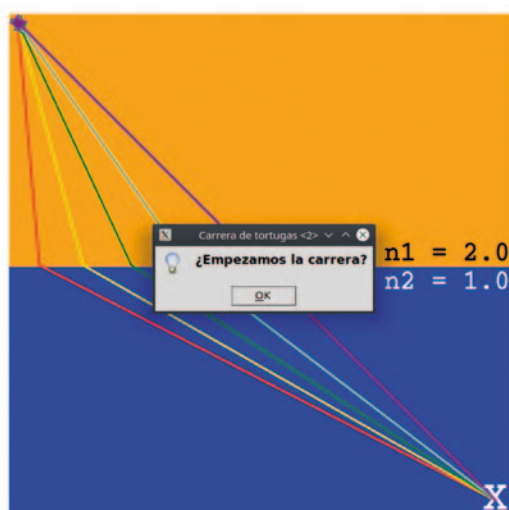 Carrera de tortugas <2>
¿Empezamos la carrera?
OK
n1 = 2.0
n2 = 1.0
X